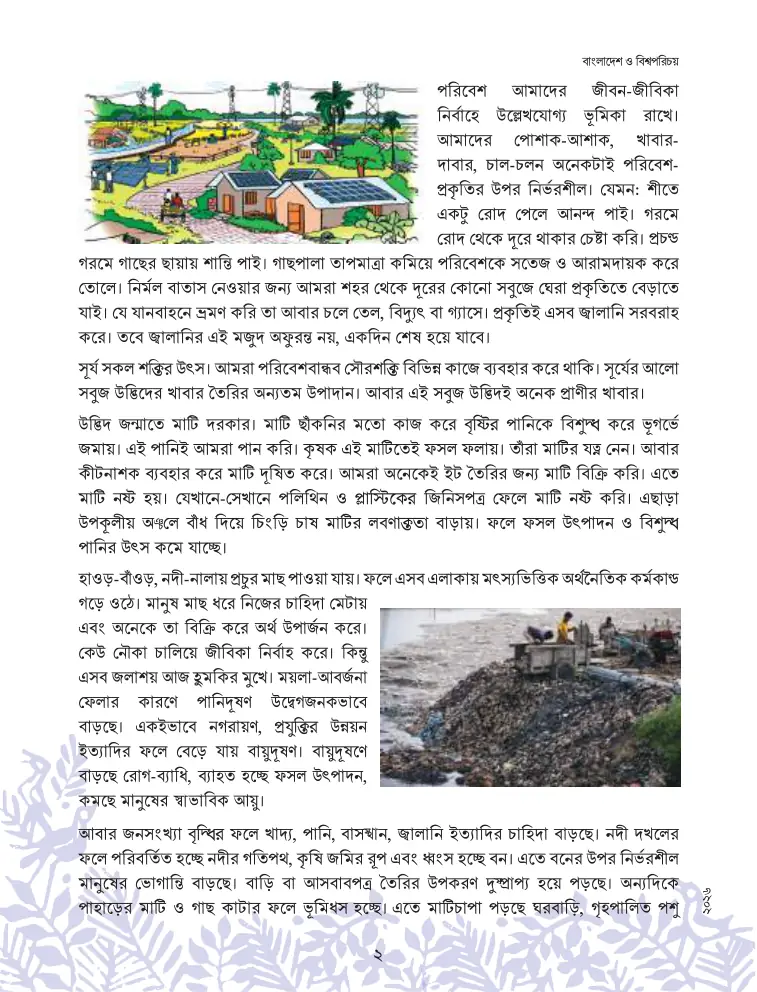 বাংলাদেশ ও বিশ্বপরিচয়
পরিবেশ আমাদের জীবন-জীবিকা
নির্বাহে উল্লেখযোগ্য ভূমিকা রাখে।
আমাদের পোশাক-আশাক, খাবার-
দাবার, চাল-চলন অনেকটাই পরিবেশ-
প্রকৃতির উপর নির্ভরশীল। যেমন: শীতে
একটু রোদ পেলে আনন্দ পাই। গরমে
রোদ থেকে দূরে থাকার চেষ্টা করি। প্রচন্ড
গরমে গাছের ছায়ায় শান্তি পাই। গাছপালা তাপমাত্রা কমিয়ে পরিবেশকে সতেজ ও আরামদায়ক করে
তোলে। নির্মল বাতাস নেওয়ার জন্য আমরা শহর থেকে দূরের কোনো সবুজে ঘেরা প্রকৃতিতে বেড়াতে
যাই। যে যানবাহনে ভ্রমণ করি তা আবার চলে তেল, বিদ্যুৎ বা গ্যাসে। প্রকৃতিই এসব জ্বালানি সরবরাহ
করে। তবে জ্বালানির এই মজুদ অফুরন্ত নয়, একদিন শেষ হয়ে যাবে।
সূর্য সকল শক্তির উৎস। আমরা পরিবেশবান্ধব সৌরশক্তি বিভিন্ন কাজে ব্যবহার করে থাকি। সূর্যের আলো
সবুজ উদ্ভিদের খাবার তৈরির অন্যতম উপাদান। আবার এই সবুজ উদ্ভিদই অনেক প্রাণীর খাবার।
উদ্ভিদ জন্মাতে মাটি দরকার। মাটি ছাঁকনির মতো কাজ করে বৃষ্টির পানিকে বিশুদ্ধ করে ভূগর্ভে
জমায়। এই পানিই আমরা পান করি। কৃষক এই মাটিতেই ফসল ফলায়। তাঁরা মাটির যত্ন নেন। আবার
কীটনাশক ব্যবহার করে মাটি দূষিত করে। আমরা অনেকেই ইট তৈরির জন্য মাটি বিক্রি করি। এতে
মাটি নষ্ট হয়। যেখানে-সেখানে পলিথিন ও প্লাস্টিকের জিনিসপত্র ফেলে মাটি নষ্ট করি। এছাড়া
উপকূলীয় অঞ্চলে বাঁধ দিয়ে চিংড়ি চাষ মাটির লবণাক্ততা বাড়ায়। ফলে ফসল উৎপাদন ও বিশুদ্ধ
পানির উৎস কমে যাচ্ছে।
হাওড়-বাঁওড়, নদী-নালায় প্রচুর মাছ পাওয়া যায়। ফলে এসব এলাকায় মৎস্যভিত্তিক অর্থনৈতিক কর্মকান্ড
গড়ে ওঠে। মানুষ মাছ ধরে নিজের চাহিদা মেটায়
এবং অনেকে তা বিক্রি করে অর্থ উপার্জন করে।
কেউ নৌকা চালিয়ে জীবিকা নির্বাহ করে। কিন্তু
এসব জলাশয় আজ হুমকির মুখে। ময়লা-আবর্জনা
ফেলার কারণে পানিদূষণ উদ্বেগজনকভাবে
বাড়ছে। একইভাবে নগরায়ণ, প্রযুক্তির উন্নয়ন
ইত্যাদির ফলে বেড়ে যায় বায়ুদূষণ। বায়ুদূষণে
বাড়ছে রোগ-ব্যাধি, ব্যাহত হচ্ছে ফসল উৎপাদন,
কমছে মানুষের স্বাভাবিক আয়ু।
আবার জনসংখ্যা বৃদ্ধির ফলে খাদ্য, পানি, বাসস্থান, জ্বালানি ইত্যাদির চাহিদা বাড়ছে। নদী দখলের
ফলে পরিবর্তিত হচ্ছে নদীর গতিপথ, কৃষি জমির রূপ এবং ধ্বংস হচ্ছে বন। এতে বনের উপর নির্ভরশীল
মানুষের ভোগান্তি বাড়ছে। বাড়ি বা আসবাবপত্র তৈরির উপকরণ দুষ্প্রাপ্য হয়ে পড়ছে। অন্যদিকে
পাহাড়ের মাটি ও গাছ কাটার ফলে ভূমিধস হচ্ছে। এতে মাটিচাপা পড়ছে ঘরবাড়ি, গৃহপালিত পশু
২০২৬
২